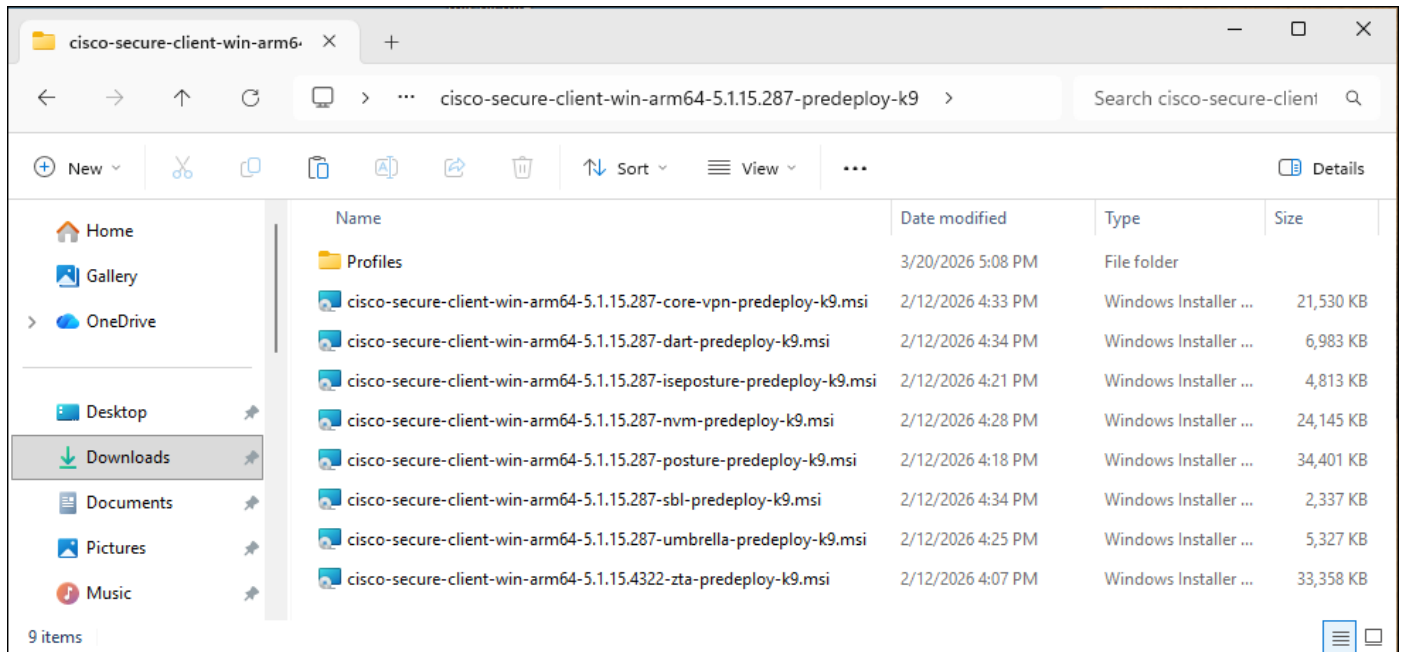 cisco-secure-client-win-arm64
cisco-secure-client-win-arm64-5.1.15.287-predeploy-k9
Search cisco-secure-client
New
Sort
View
Details
Home
Gallery
OneDrive
Desktop
Downloads
Documents
Pictures
Music
Name Date modified Type Size
Profiles 3/20/2026 5:08 PM File folder
cisco-secure-client-win-arm64-5.1.15.287-core-vpn-predeploy-k9.msi 2/12/2026 4:33 PM Windows Installer ... 21,530 KB
cisco-secure-client-win-arm64-5.1.15.287-dart-predeploy-k9.msi 2/12/2026 4:34 PM Windows Installer ... 6,983 KB
cisco-secure-client-win-arm64-5.1.15.287-iseposture-predeploy-k9.msi 2/12/2026 4:21 PM Windows Installer ... 4,813 KB
cisco-secure-client-win-arm64-5.1.15.287-nvm-predeploy-k9.msi 2/12/2026 4:28 PM Windows Installer ... 24,145 KB
cisco-secure-client-win-arm64-5.1.15.287-posture-predeploy-k9.msi 2/12/2026 4:18 PM Windows Installer ... 34,401 KB
cisco-secure-client-win-arm64-5.1.15.287-sbl-predeploy-k9.msi 2/12/2026 4:34 PM Windows Installer ... 2,337 KB
cisco-secure-client-win-arm64-5.1.15.287-umbrella-predeploy-k9.msi 2/12/2026 4:25 PM Windows Installer ... 5,327 KB
cisco-secure-client-win-arm64-5.1.15.4322-zta-predeploy-k9.msi 2/12/2026 4:07 PM Windows Installer ... 33,358 KB
9 items